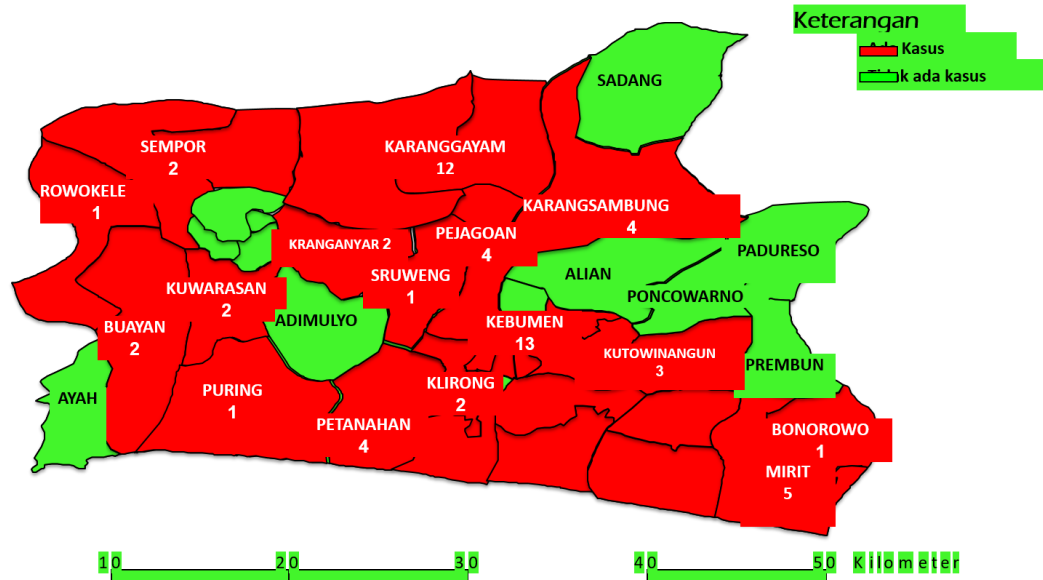 Keterangan
Ada Kasus
Tidak ada kasus
SADANG
SEMPOR
2
KARANGGAYAM
12
ROWOKELE
1
KARANGSAMBUNG
4
KRANGANYAR 2
PEJAGOAN
4
PADURESO
ALIAN
SRUWENG
1
KUWARASAN
2
PONCOWARNO
ADIMULYO
BUAYAN
2
KEBUMEN
13
KUTOWINANGUN
3
PREMBUN
AYAH
PURING
1
KLIRONG
2
PETANAHAN
4
BONOROWO
1
MIRIT
5
10 20 30 40 50 Kilometer